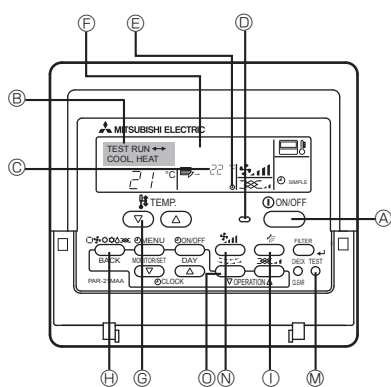 Ⓓ
Ⓔ
Ⓕ
Ⓑ
MITSUBISHI ELECTRIC
TEST RUN ↔
COOL, HEAT
Ⓒ
21 °C
22 °C
SIMPLE
TEMP.
ON/OFF
Ⓐ
MENU
ON/OFF
FILTER
BACK
MONITOR/SET
DAY
CHECK TEST
PAR-21MAA
CLOCK
▽ OPERATION △
CLEAR
Ⓗ
Ⓖ
Ⓞ
Ⓝ
Ⓘ
Ⓜ